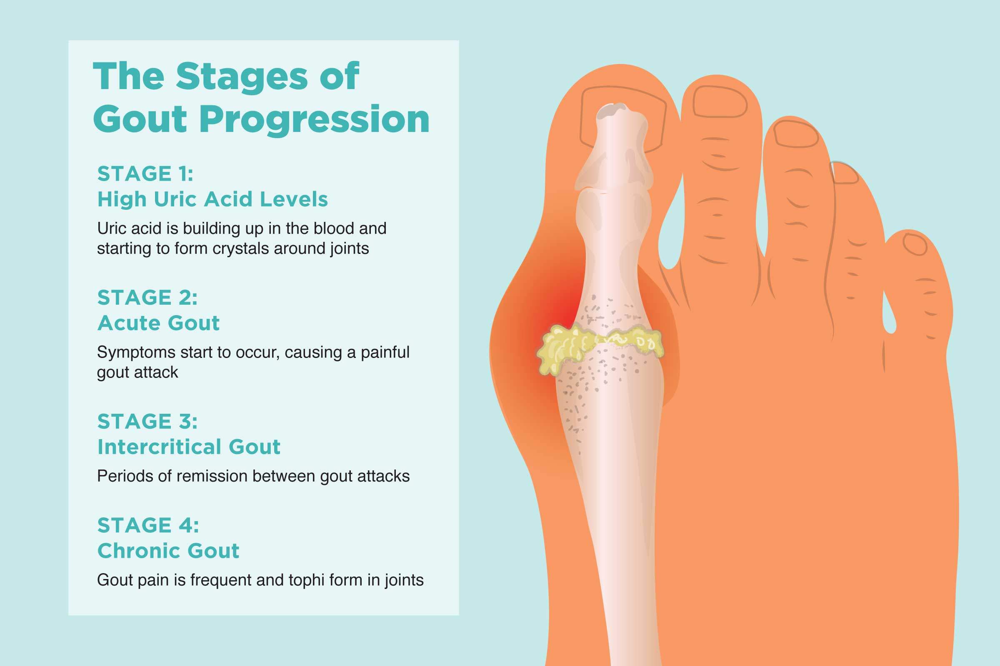 The Stages of
Gout Progression
STAGE 1:
High Uric Acid Levels
Uric acid is building up in the blood and
starting to form crystals around joints
STAGE 2:
Acute Gout
Symptoms start to occur, causing a painful
gout attack
STAGE 3:
Intercritical Gout
Periods of remission between gout attacks
STAGE 4:
Chronic Gout
Gout pain is frequent and tophi form in joints